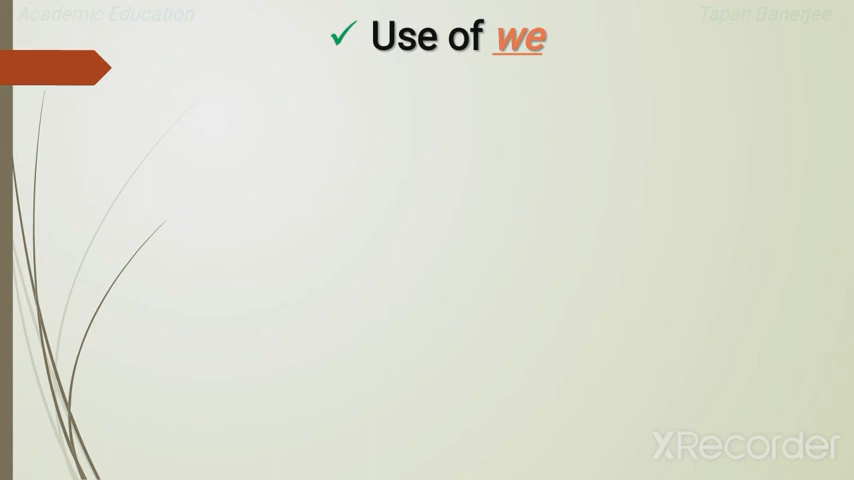 Academic Education
Tapan Banerjee
✓ Use of we
XRecorder